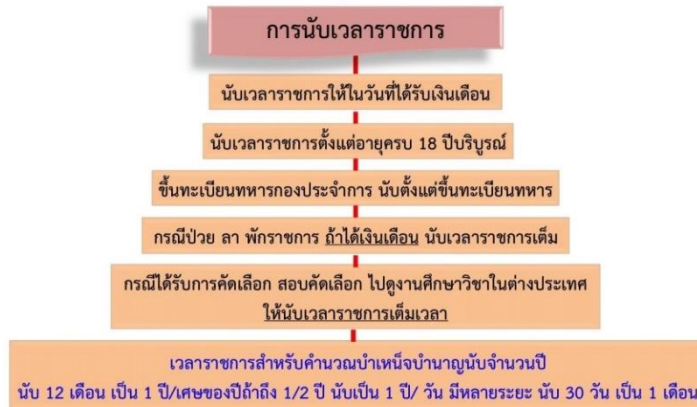 การนับเวลาราชการ
นับเวลาราชการให้ในวันที่ได้รับเงินเดือน
นับเวลาราชการตั้งแต่อายุครบ 18 ปีบริบูรณ์
ขึ้นทะเบียนทหารกองประจำการ นับตั้งแต่ขึ้นทะเบียนทหาร
กรณีป่วย ลา พักราชการ ถ้าได้เงินเดือน นับเวลาราชการเต็ม
กรณีได้รับการคัดเลือก สอบคัดเลือก ไปดูงานศึกษาวิชาในต่างประเทศ
ให้นับเวลาราชการเต็มเวลา
เวลาราชการสำหรับคำนวณบำเหน็จบำนาญนับจำนวนปี
นับ 12 เดือน เป็น 1 ปี/เศษของปีถ้าถึง 1/2 ปี นับเป็น 1 ปี/ วัน มีหลายระยะ นับ 30 วัน เป็น 1 เดือน